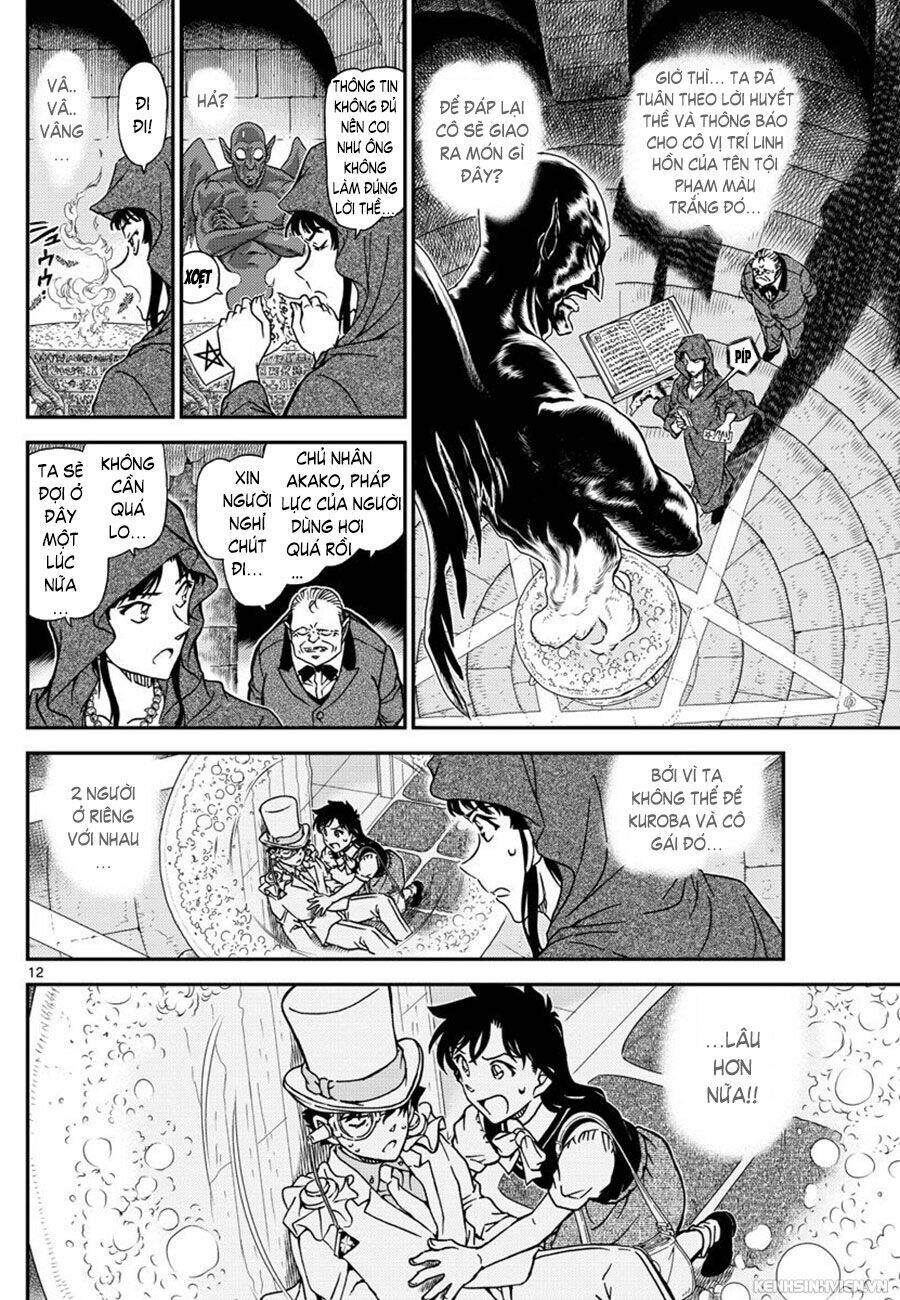 GIỜ THÌ... TA ĐÃ
TUÂN THEO LỜI HUYẾT
THỀ VÀ THÔNG BÁO
CHO CÔ VỊ TRÍ LINH
HỒN CỦA TÊN TỘI
PHẠM MÀU
TRẮNG ĐÓ...
ĐỂ ĐÁP LẠI
CÔ SẼ GIAO
RA MÓN GÌ
ĐÂY?
PÍP
THÔNG TIN
KHÔNG ĐỦ
NÊN COI
NHƯ ÔNG
KHÔNG
LÀM ĐÚNG
LỜI THỀ...
HẢ?
XOẸT
ĐI
ĐI!
VÂ..
VÂ..
VÂNG
...
CHỦ NHÂN
AKAKO, PHÁP
LỰC CỦA NGƯỜI
DÙNG HƠI
QUÁ RỒI
...
XIN
NGƯỜI
NGHỈ
CHÚT
ĐI...
KHÔNG
CẦN
QUÁ
LO...
TA SẼ
ĐỢI Ở
ĐÂY
MỘT
LÚC
NỮA
...
BỞI VÌ TA
KHÔNG THỂ ĐỂ
KUROBA VÀ CÔ
GÁI ĐÓ...
2 NGƯỜI
Ở RIÊNG
VỚI NHAU
...
12
...LÂU
HƠN
NỮA!!
KENHSINHVIEN.VN